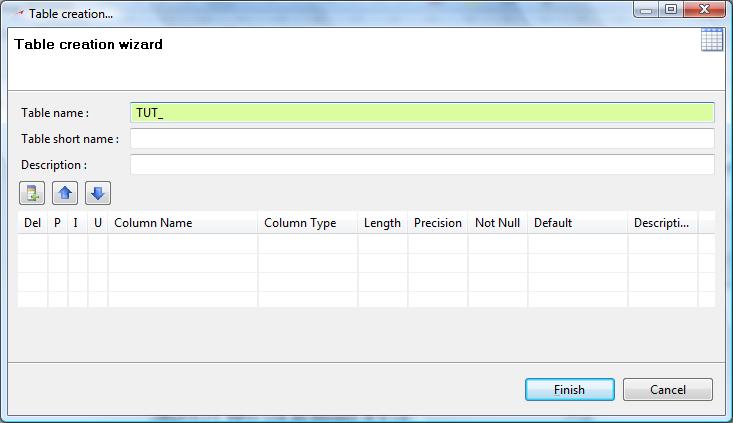 Table creation...
Table creation wizard
Table name : TUT_
Table short name :
Description :
Del P I U Column Name Column Type Length Precision Not Null Default Descripti...
Finish Cancel